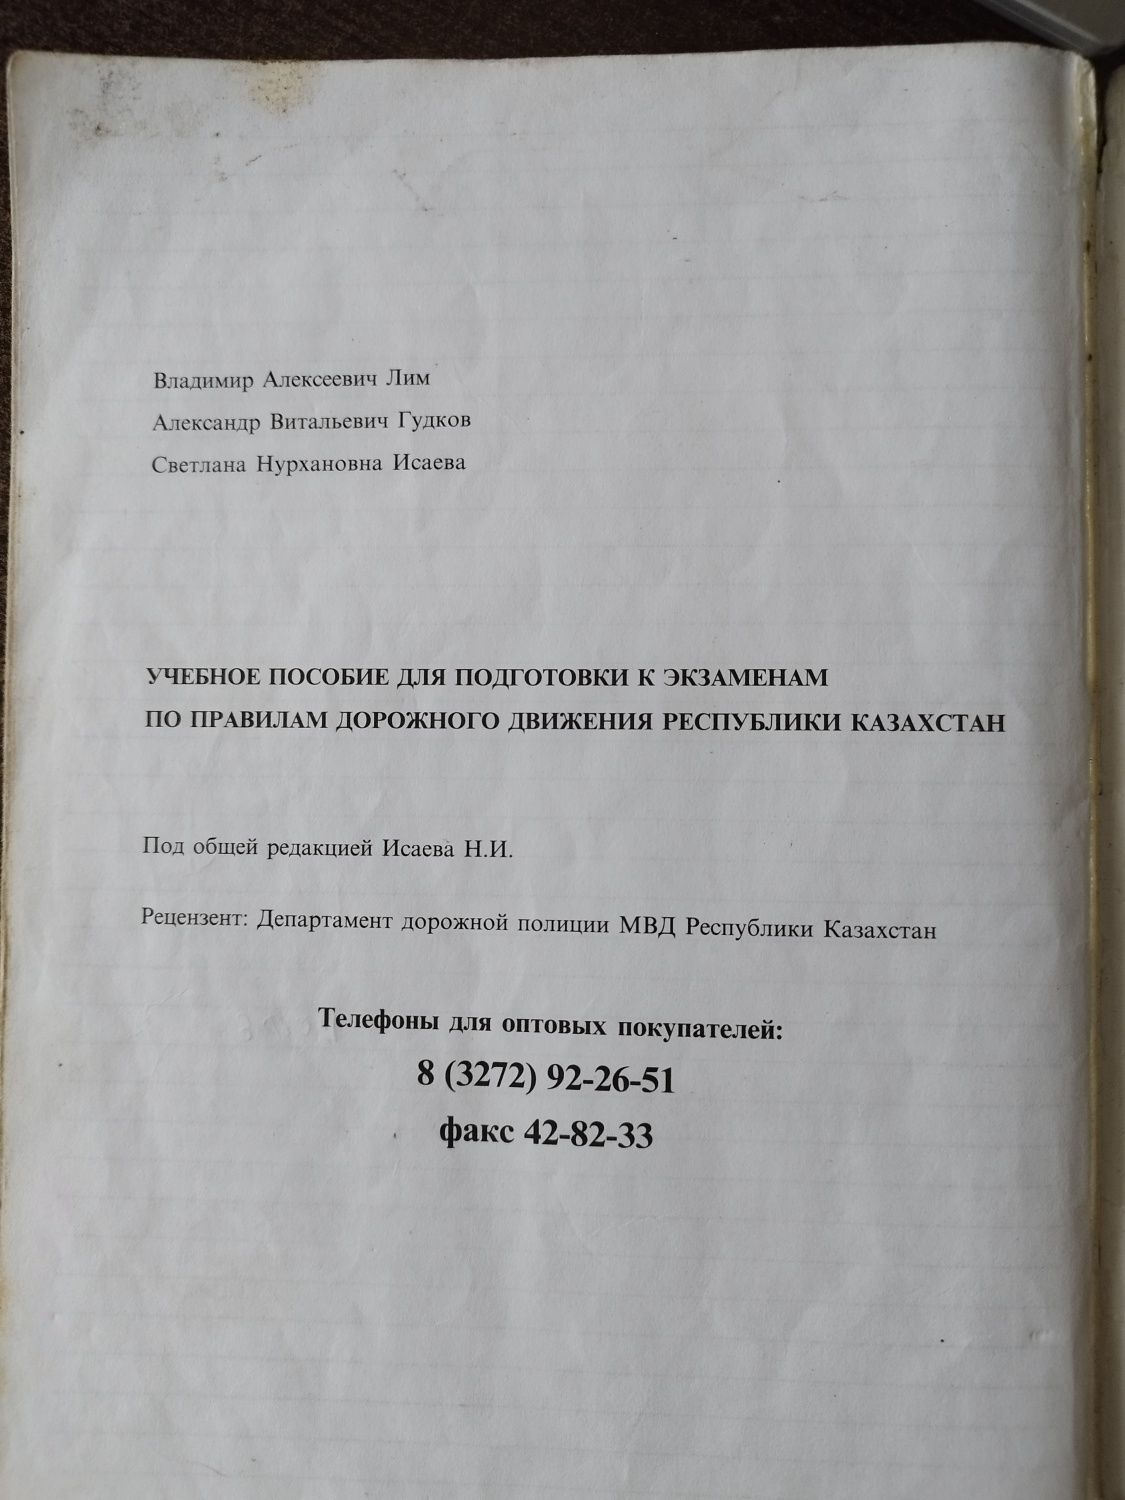 Владимир Алексеевич Лим
Александр Витальевич Гудков
Светлана Нурхановна Исаева
УЧЕБНОЕ ПОСОБИЕ ДЛЯ ПОДГОТОВКИ К ЭКЗАМЕНАМ
ПО ПРАВИЛАМ ДОРОЖНОГО ДВИЖЕНИЯ РЕСПУБЛИКИ КАЗАХСТАН
Под общей редакцией Исаева Н.И.
Рецензент: Департамент дорожной полиции МВД Республики Казахстан
Телефоны для оптовых покупателей:
8 (3272) 92-26-51
факс 42-82-33